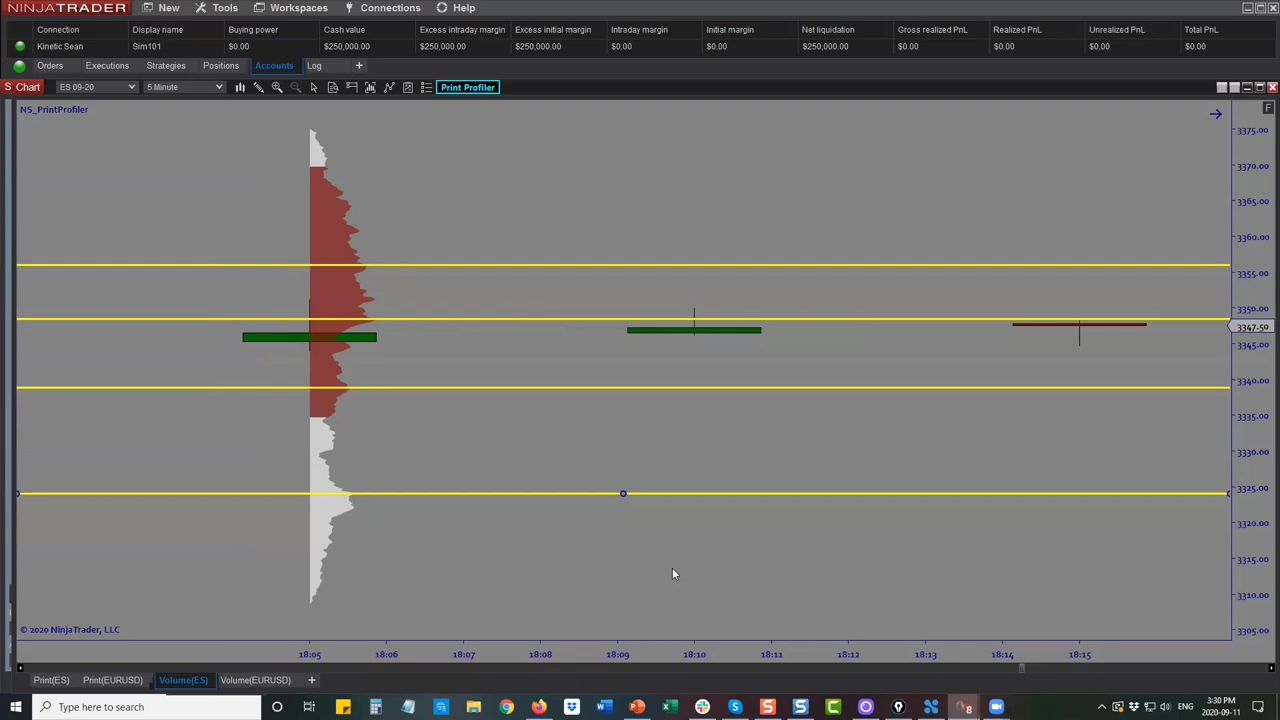 NINJATRADER New Tools Workspaces Connections Help
Connection Display name Buying power Cash value Excess intraday margin Excess initial margin Intraday margin Initial margin Net liquidation Gross realized PnL Realized PnL Unrealized PnL Total PnL
Kinetic Sean Sim101 $0.00 $250,000.00 $250,000.00 $250,000.00 $0.00 $0.00 $250,000.00 $0.00 $0.00 $0.00 $0.00
Orders Executions Strategies Positions Accounts Log +
S Chart ES 09-20 5 Minute Print Profiler
NS_PrintProfiler
F
3375.00
3370.00
3365.00
3360.00
3355.00
3350.00
3347.50
3345.00
3340.00
3335.00
3330.00
3325.00
3320.00
3315.00
3310.00
3305.00
© 2020 NinjaTrader, LLC
18:05 18:06 18:07 18:08 18:09 18:10 18:11 18:12 18:13 18:14 18:15
Print(ES) Print(EURUSD) Volume(ES) Volume(EURUSD) +
Type here to search
ENG
3:30 PM
2020-09-11